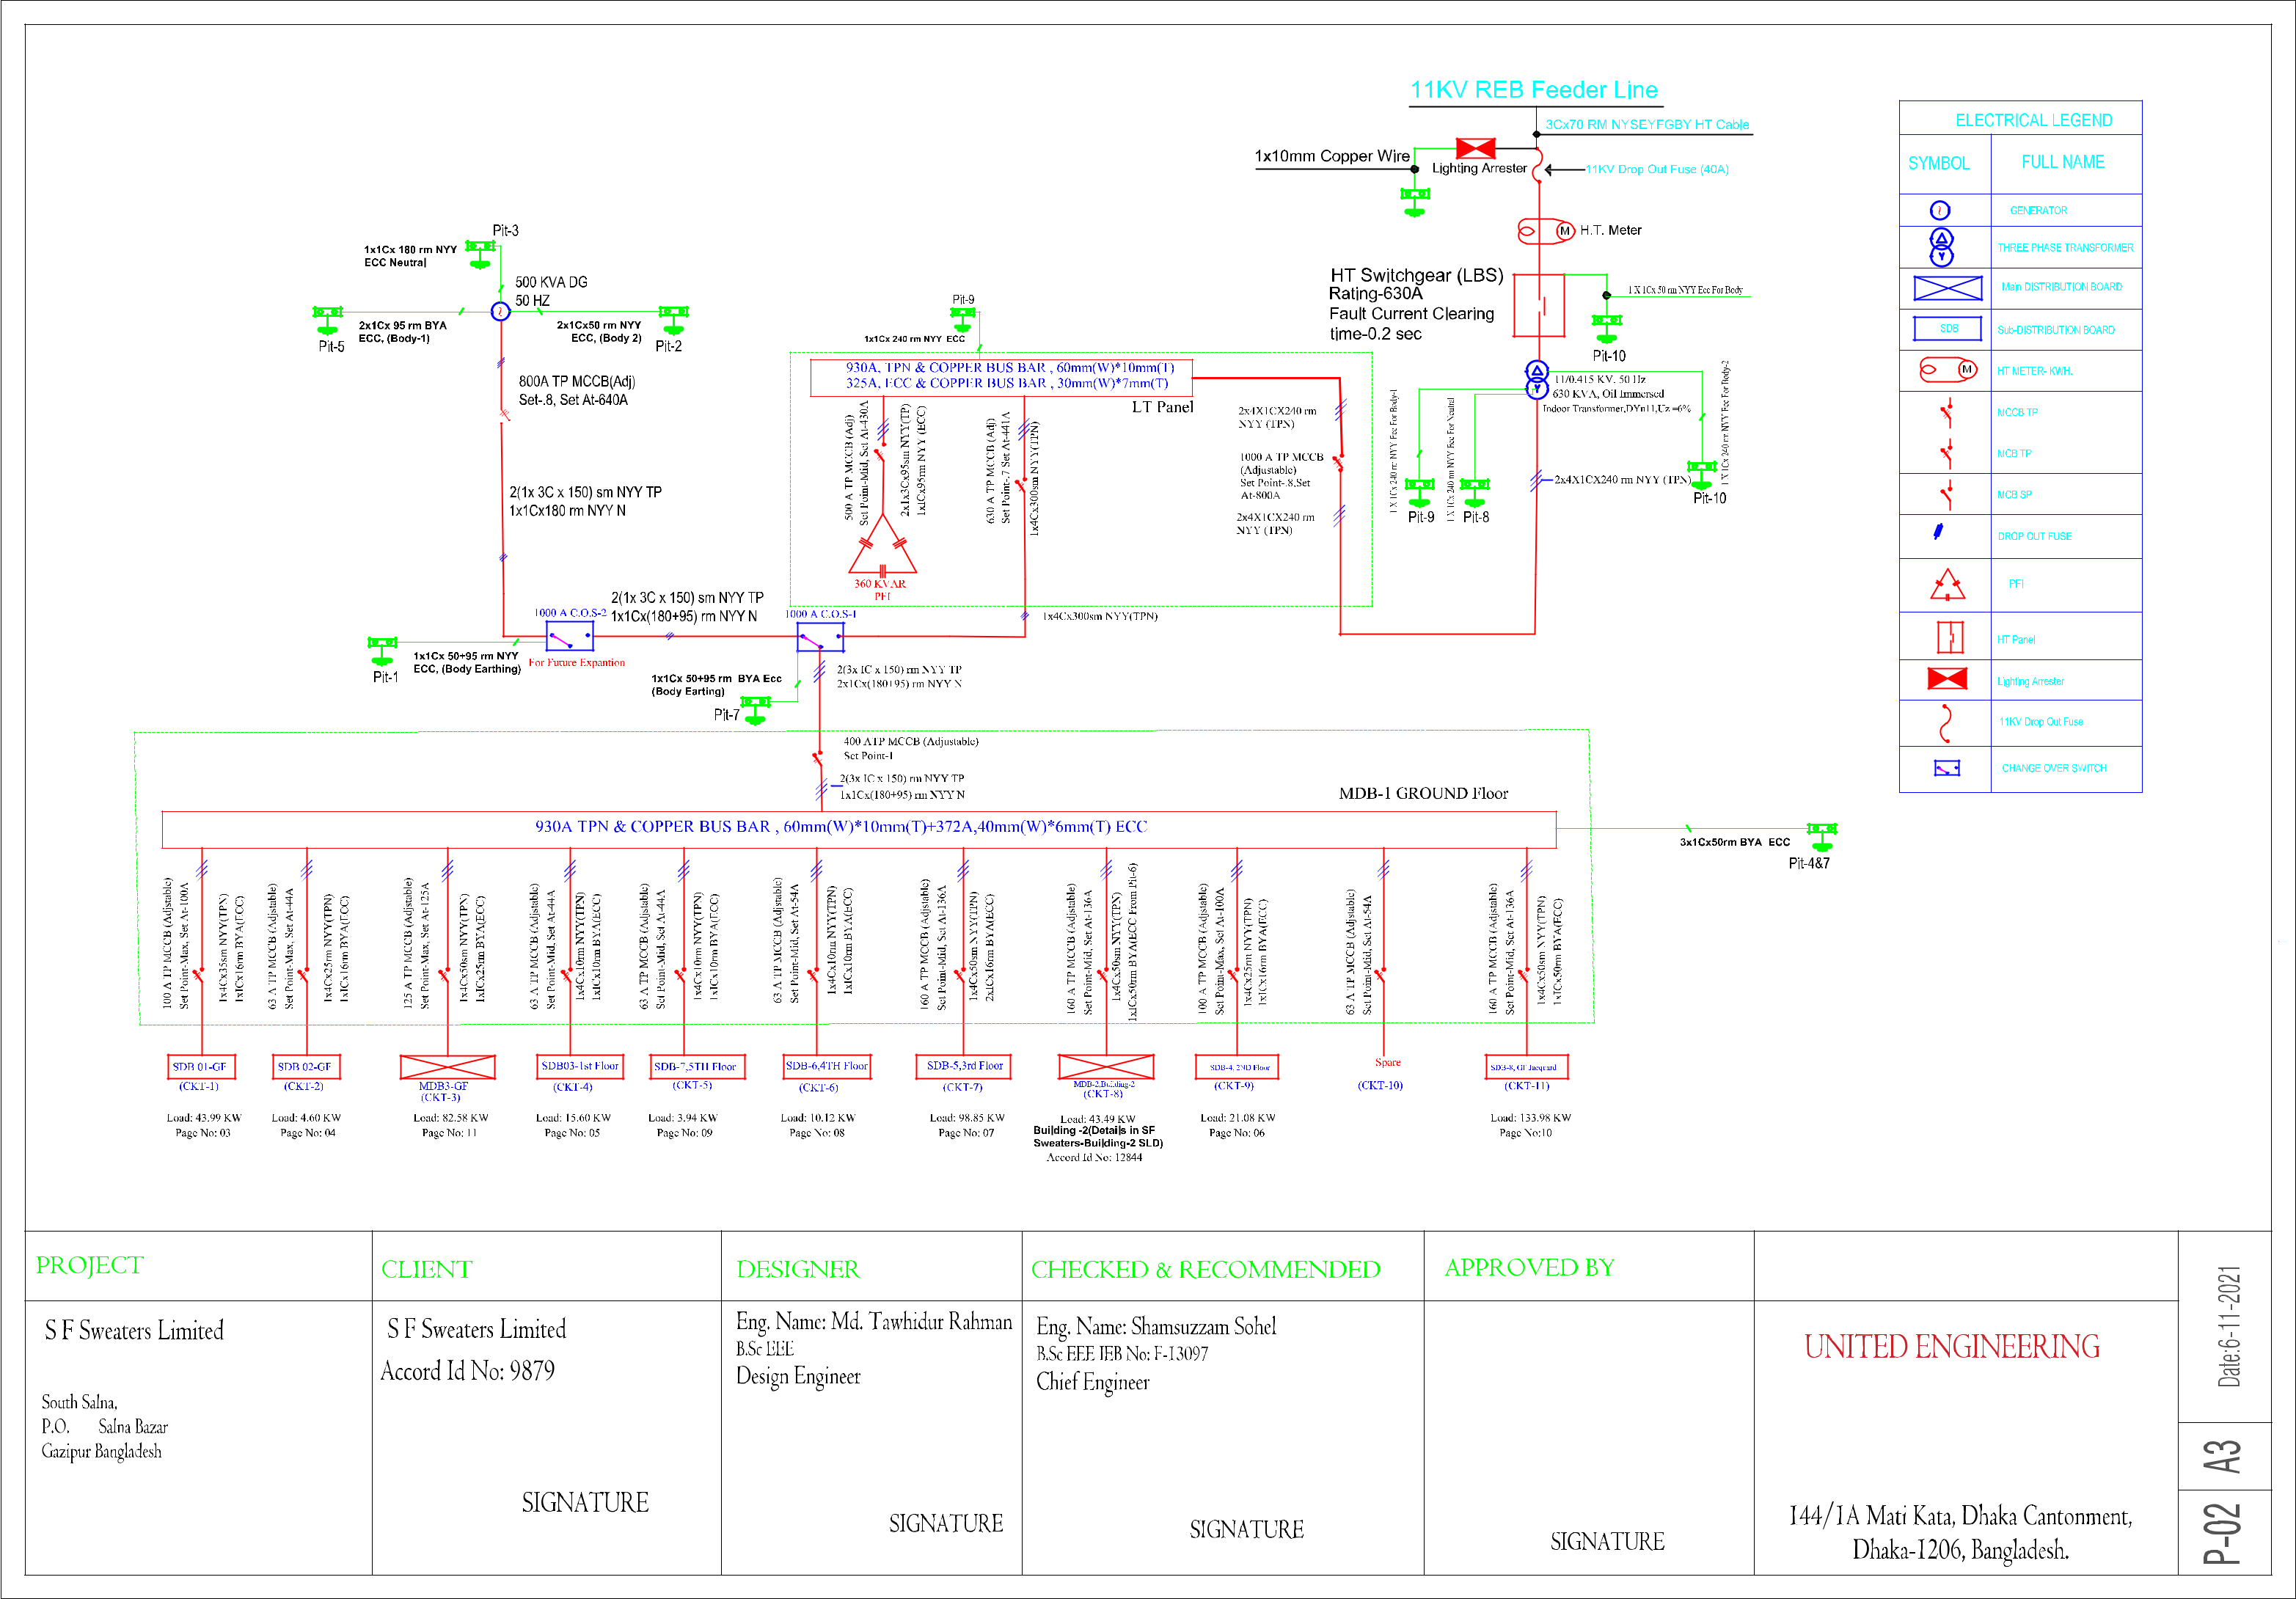 11KV REB Feeder Line
3Cx70 RM NYSEYFGBY HT Cable
1x10mm Copper Wire
Lighting Arrester
11KV Drop Out Fuse (40A)
H.T. Meter
HT Switchgear (LBS)
Rating-630A
Fault Current Clearing
time-0.2 sec
1 X 1Cx 50 rm NYY Ecc For Body
Pit-10
11/0.415 KV. 50 Hz
630 KVA, Oil Immersed
Indoor Transformer,DYn11,Uz =6%
1 X 1Cx 240 rm NYY Ecc For Body-1
1 X 1Cx 240 rm NYY Ecc For Neutral
1 X 1Cx 240 rm NYY Ecc For Body-2
Pit-9
Pit-8
Pit-10
2x4X1CX240 rm NYY (TPN)
Pit-3
1x1Cx 180 rm NYY
ECC Neutral
500 KVA DG
50 HZ
2x1Cx 95 rm BYA
ECC, (Body-1)
Pit-5
2x1Cx50 rm NYY
ECC, (Body 2)
Pit-2
800A TP MCCB(Adj)
Set-.8, Set At-640A
2(1x 3C x 150) sm NYY TP
1x1Cx180 rm NYY N
Pit-9
1x1Cx 240 rm NYY ECC
930A, TPN & COPPER BUS BAR , 60mm(W)*10mm(T)
325A, ECC & COPPER BUS BAR , 30mm(W)*7mm(T)
LT Panel
500 A TP MCCB (Adj)
Set Point-Mid, Set At-430A
2x1x3Cx95sm NYY(TP)
1x1Cx95rm NYY (ECC)
360 KVAR
PFI
630 A TP MCCB (Adj)
Set Point-.7 Set At-441A
1x4Cx300sm NYY(TPN)
2x4X1CX240 rm
NYY (TPN)
1000 A TP MCCB
(Adjustable)
Set Point-.8,Set
At-800A
2x4X1CX240 rm
NYY (TPN)
1x4Cx300sm NYY(TPN)
1000 A C.O.S-2
For Future Expantion
2(1x 3C x 150) sm NYY TP
1x1Cx(180+95) rm NYY N
1000 A C.O.S-1
1x1Cx 50+95 rm NYY
ECC, (Body Earthing)
Pit-1
1x1Cx 50+95 rm BYA Ecc
(Body Earting)
Pit-7
2(3x IC x 150) rm NYY TP
2x1Cx(180+95) rm NYY N
400 ATP MCCB (Adjustable)
Set Point-1
2(3x IC x 150) rm NYY TP
1x1Cx(180+95) rm NYY N
MDB-1 GROUND Floor
930A TPN & COPPER BUS BAR , 60mm(W)*10mm(T)+372A,40mm(W)*6mm(T) ECC
3x1Cx50rm BYA ECC
Pit-4&7
100 A TP MCCB (Adjstable)
Set Point-Max, Set At-100A
1x4Cx35sm NYY(TPN)
1x1Cx16rm BYA(ECC)
63 A TP MCCB (Adjstable)
Set Point-Max, Set At-44A
1x4Cx25rm NYY(TPN)
1x1Cx16rm BYA(ECC)
125 A TP MCCB (Adjstable)
Set Point-Max, Set At-125A
1x4Cx50sm NYY(TPN)
1x1Cx25rm BYA(ECC)
63 A TP MCCB (Adjstable)
Set Point-Mid, Set At-44A
1x4Cx10rm NYY(TPN)
1x1Cx10rm BYA(ECC)
63 A TP MCCB (Adjstable)
Set Point-Mid, Set At-44A
1x4Cx10rm NYY(TPN)
1x1Cx10rm BYA(ECC)
63 A TP MCCB (Adjstable)
Set Point-Mid, Set At-54A
1x4Cx10rm NYY(TPN)
1x1Cx10rm BYA(ECC)
160 A TP MCCB (Adjstable)
Set Point-Mid, Set At-136A
1x4Cx50sm NYY(TPN)
2x1Cx16rm BYA(ECC)
160 A TP MCCB (Adjstable)
Set Point-Mid, Set At-136A
1x4Cx50sm NYY(TPN)
1x1Cx50rm BYA(ECC From Pit-6)
100 A TP MCCB (Adjstable)
Set Point-Max, Set At-100A
1x4Cx25rm NYY(TPN)
1x1Cx16rm BYA(ECC)
63 A TP MCCB (Adjstable)
Set Point-Mid, Set At-54A
160 A TP MCCB (Adjstable)
Set Point-Mid, Set At-136A
1x4Cx50sm NYY(TPN)
1x1Cx50rm BYA(ECC)
SDB 01-GF
(CKT-1)
Load: 43.99 KW
Page No: 03
SDB 02-GF
(CKT-2)
Load: 4.60 KW
Page No: 04
MDB3-GF
(CKT-3)
Load: 82.58 KW
Page No: 11
SDB03-1st Floor
(CKT-4)
Load: 15.60 KW
Page No: 05
SDB-7,5TH Floor
(CKT-5)
Load: 3.94 KW
Page No: 09
SDB-6,4TH Floor
(CKT-6)
Load: 10.12 KW
Page No: 08
SDB-5,3rd Floor
(CKT-7)
Load: 98.85 KW
Page No: 07
MDB-2,Building-2
(CKT-8)
Load: 43.49 KW
Building -2(Details in SF
Sweaters-Building-2 SLD)
Accord Id No: 12844
SDB-4, 2ND Floor
(CKT-9)
Load: 21.08 KW
Page No: 06
Spare
(CKT-10)
SDB-8, GF Jacquard
(CKT-11)
Load: 133.98 KW
Page No:10
ELECTRICAL LEGEND
SYMBOL FULL NAME
GENERATOR
THREE PHASE TRANSFORMER
Main DISTRIBUTION BOARD
SDB Sub-DISTRIBUTION BOARD
M HT METER- KWH.
MCCB TP
MCB TP
MCB SP
DROP OUT FUSE
PFI
HT Panel
Lighting Arrester
11KV Drop Out Fuse
CHANGE OVER SWITCH
PROJECT
S F Sweaters Limited
South Salna,
P.O. Salna Bazar
Gazipur Bangladesh
CLIENT
S F Sweaters Limited
Accord Id No: 9879
SIGNATURE
DESIGNER
Eng. Name: Md. Tawhidur Rahman
B.Sc EEE
Design Engineer
SIGNATURE
CHECKED & RECOMMENDED
Eng. Name: Shamsuzzam Sohel
B.Sc EEE IEB No: F-13097
Chief Engineer
SIGNATURE
APPROVED BY
SIGNATURE
UNITED ENGINEERING
144/1A Mati Kata, Dhaka Cantonment,
Dhaka-1206, Bangladesh.
Date:6-11-2021
A3
P-02